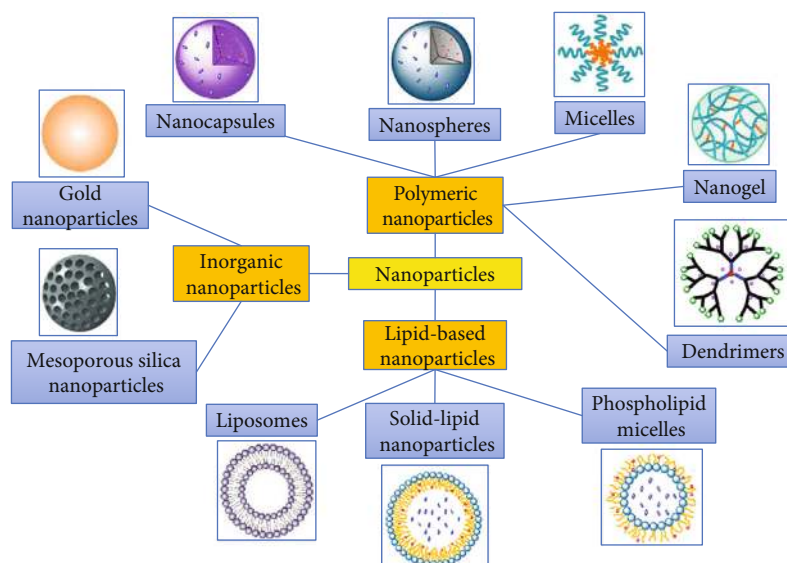 Nanocapsules
Nanospheres
Micelles
Gold
nanoparticles
Polymeric
nanoparticles
Nanogel
Inorganic
nanoparticles
Nanoparticles
Mesoporous silica
nanoparticles
Lipid-based
nanoparticles
Dendrimers
Liposomes
Solid-lipid
nanoparticles
Phospholipid
micelles